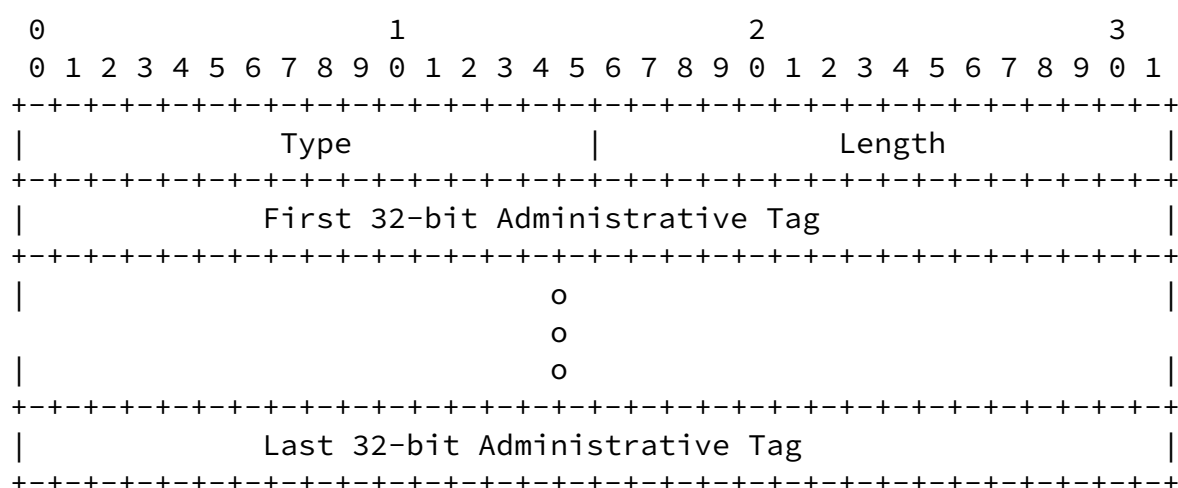 0                   1                   2                   3
 0 1 2 3 4 5 6 7 8 9 0 1 2 3 4 5 6 7 8 9 0 1 2 3 4 5 6 7 8 9 0 1
+-+-+-+-+-+-+-+-+-+-+-+-+-+-+-+-+-+-+-+-+-+-+-+-+-+-+-+-+-+-+-+-+
|              Type             |             Length            |
+-+-+-+-+-+-+-+-+-+-+-+-+-+-+-+-+-+-+-+-+-+-+-+-+-+-+-+-+-+-+-+-+
|             First 32-bit Administrative Tag                   |
+-+-+-+-+-+-+-+-+-+-+-+-+-+-+-+-+-+-+-+-+-+-+-+-+-+-+-+-+-+-+-+-+
|                             o                                 |
                              o
|                             o                                 |
+-+-+-+-+-+-+-+-+-+-+-+-+-+-+-+-+-+-+-+-+-+-+-+-+-+-+-+-+-+-+-+-+
|             Last 32-bit Administrative Tag                    |
+-+-+-+-+-+-+-+-+-+-+-+-+-+-+-+-+-+-+-+-+-+-+-+-+-+-+-+-+-+-+-+-+